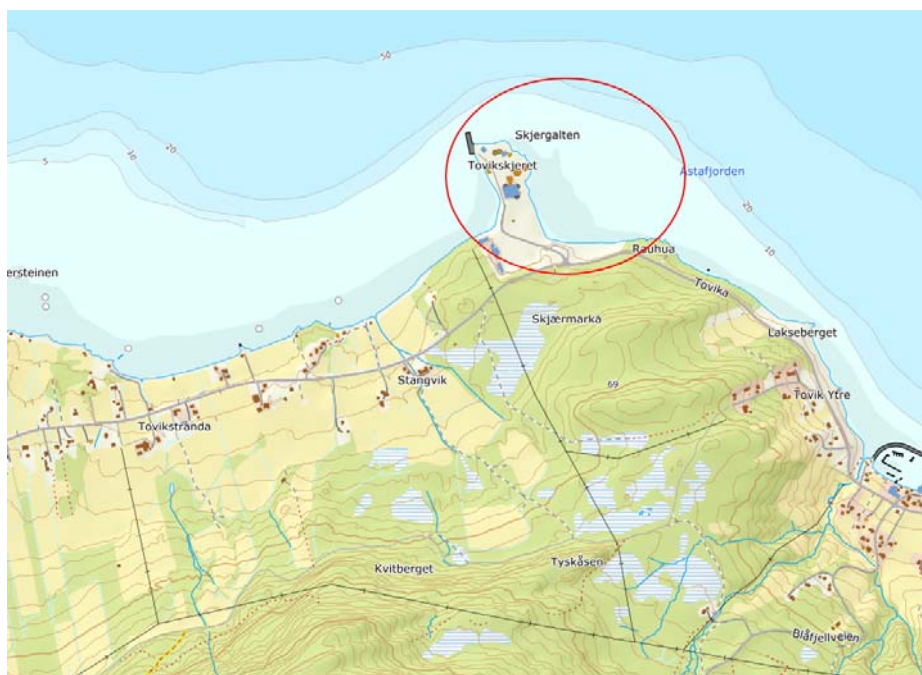 50
Skjergalten
5
10
20
Tovikskjeret
Åstafjorden
20
10
Rauhua
ersteinen
Tovika
Skjærmarka
Lakseberget
69
Stangvik
Tovik Ytre
Tovikstranda
Kvitberget
Tyskåsen
Blåfjellveien